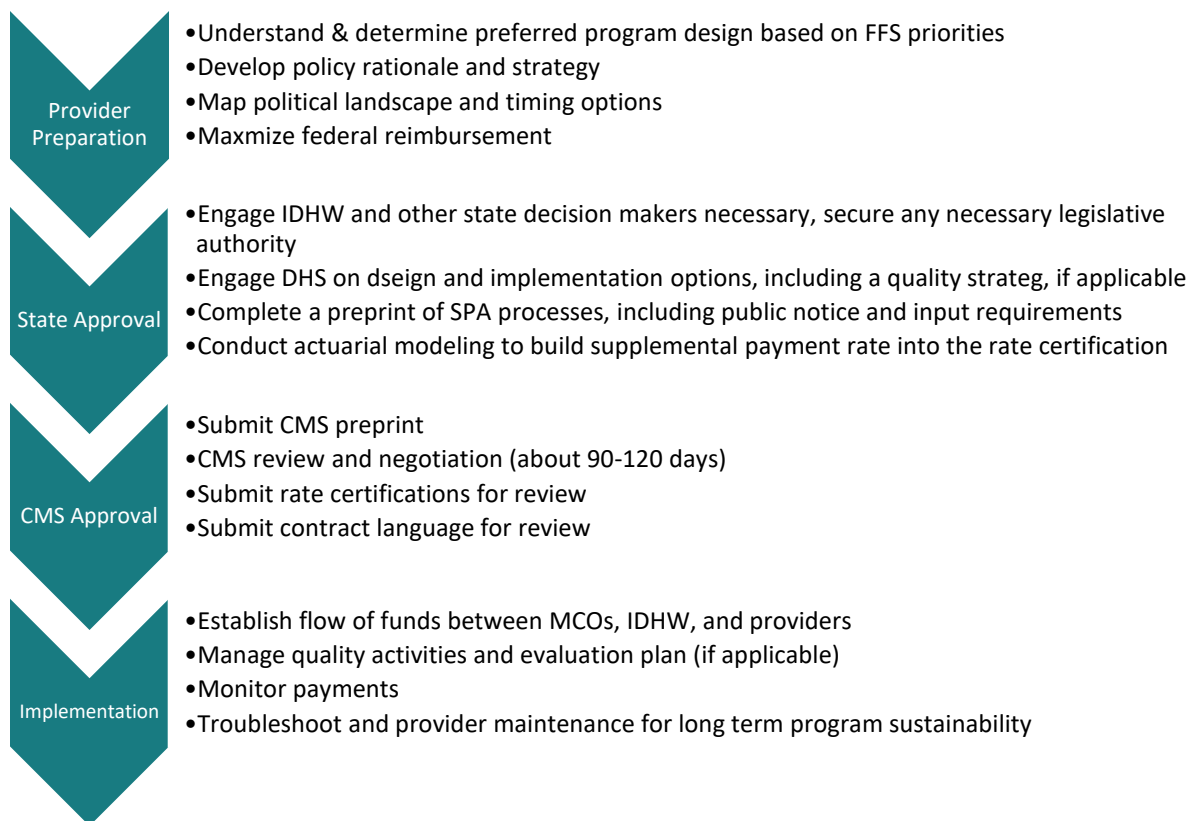 Provider
Preparation
•Understand & determine preferred program design based on FFS priorities
•Develop policy rationale and strategy
•Map political landscape and timing options
•Maxmize federal reimbursement
State Approval
•Engage IDHW and other state decision makers necessary, secure any necessary legislative
authority
•Engage DHS on dseign and implementation options, including a quality strateg, if applicable
•Complete a preprint of SPA processes, including public notice and input requirements
•Conduct actuarial modeling to build supplemental payment rate into the rate certification
CMS Approval
•Submit CMS preprint
•CMS review and negotiation (about 90-120 days)
•Submit rate certifications for review
•Submit contract language for review
Implementation
•Establish flow of funds between MCOs, IDHW, and providers
•Manage quality activities and evaluation plan (if applicable)
•Monitor payments
•Troubleshoot and provider maintenance for long term program sustainability